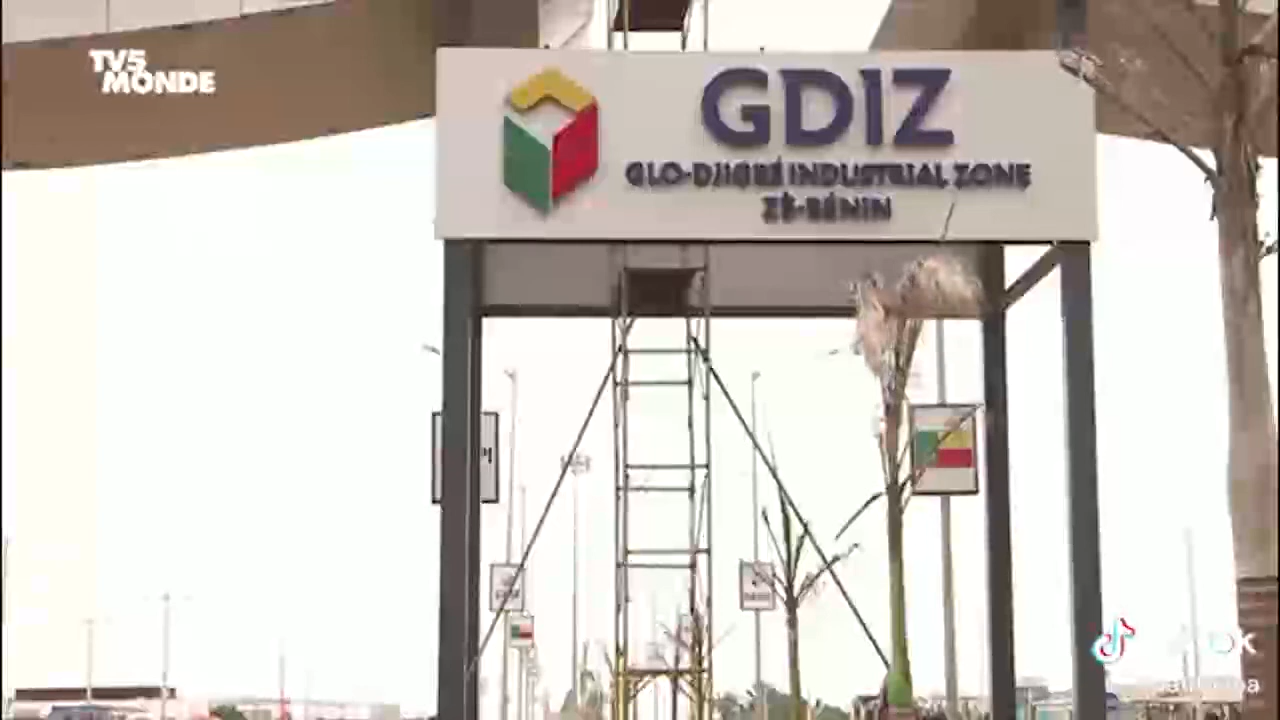 TV5
MONDE
GDIZ
GLO-DJIGBÉ INDUSTRIAL ZONE
ZÈ-BÉNIN